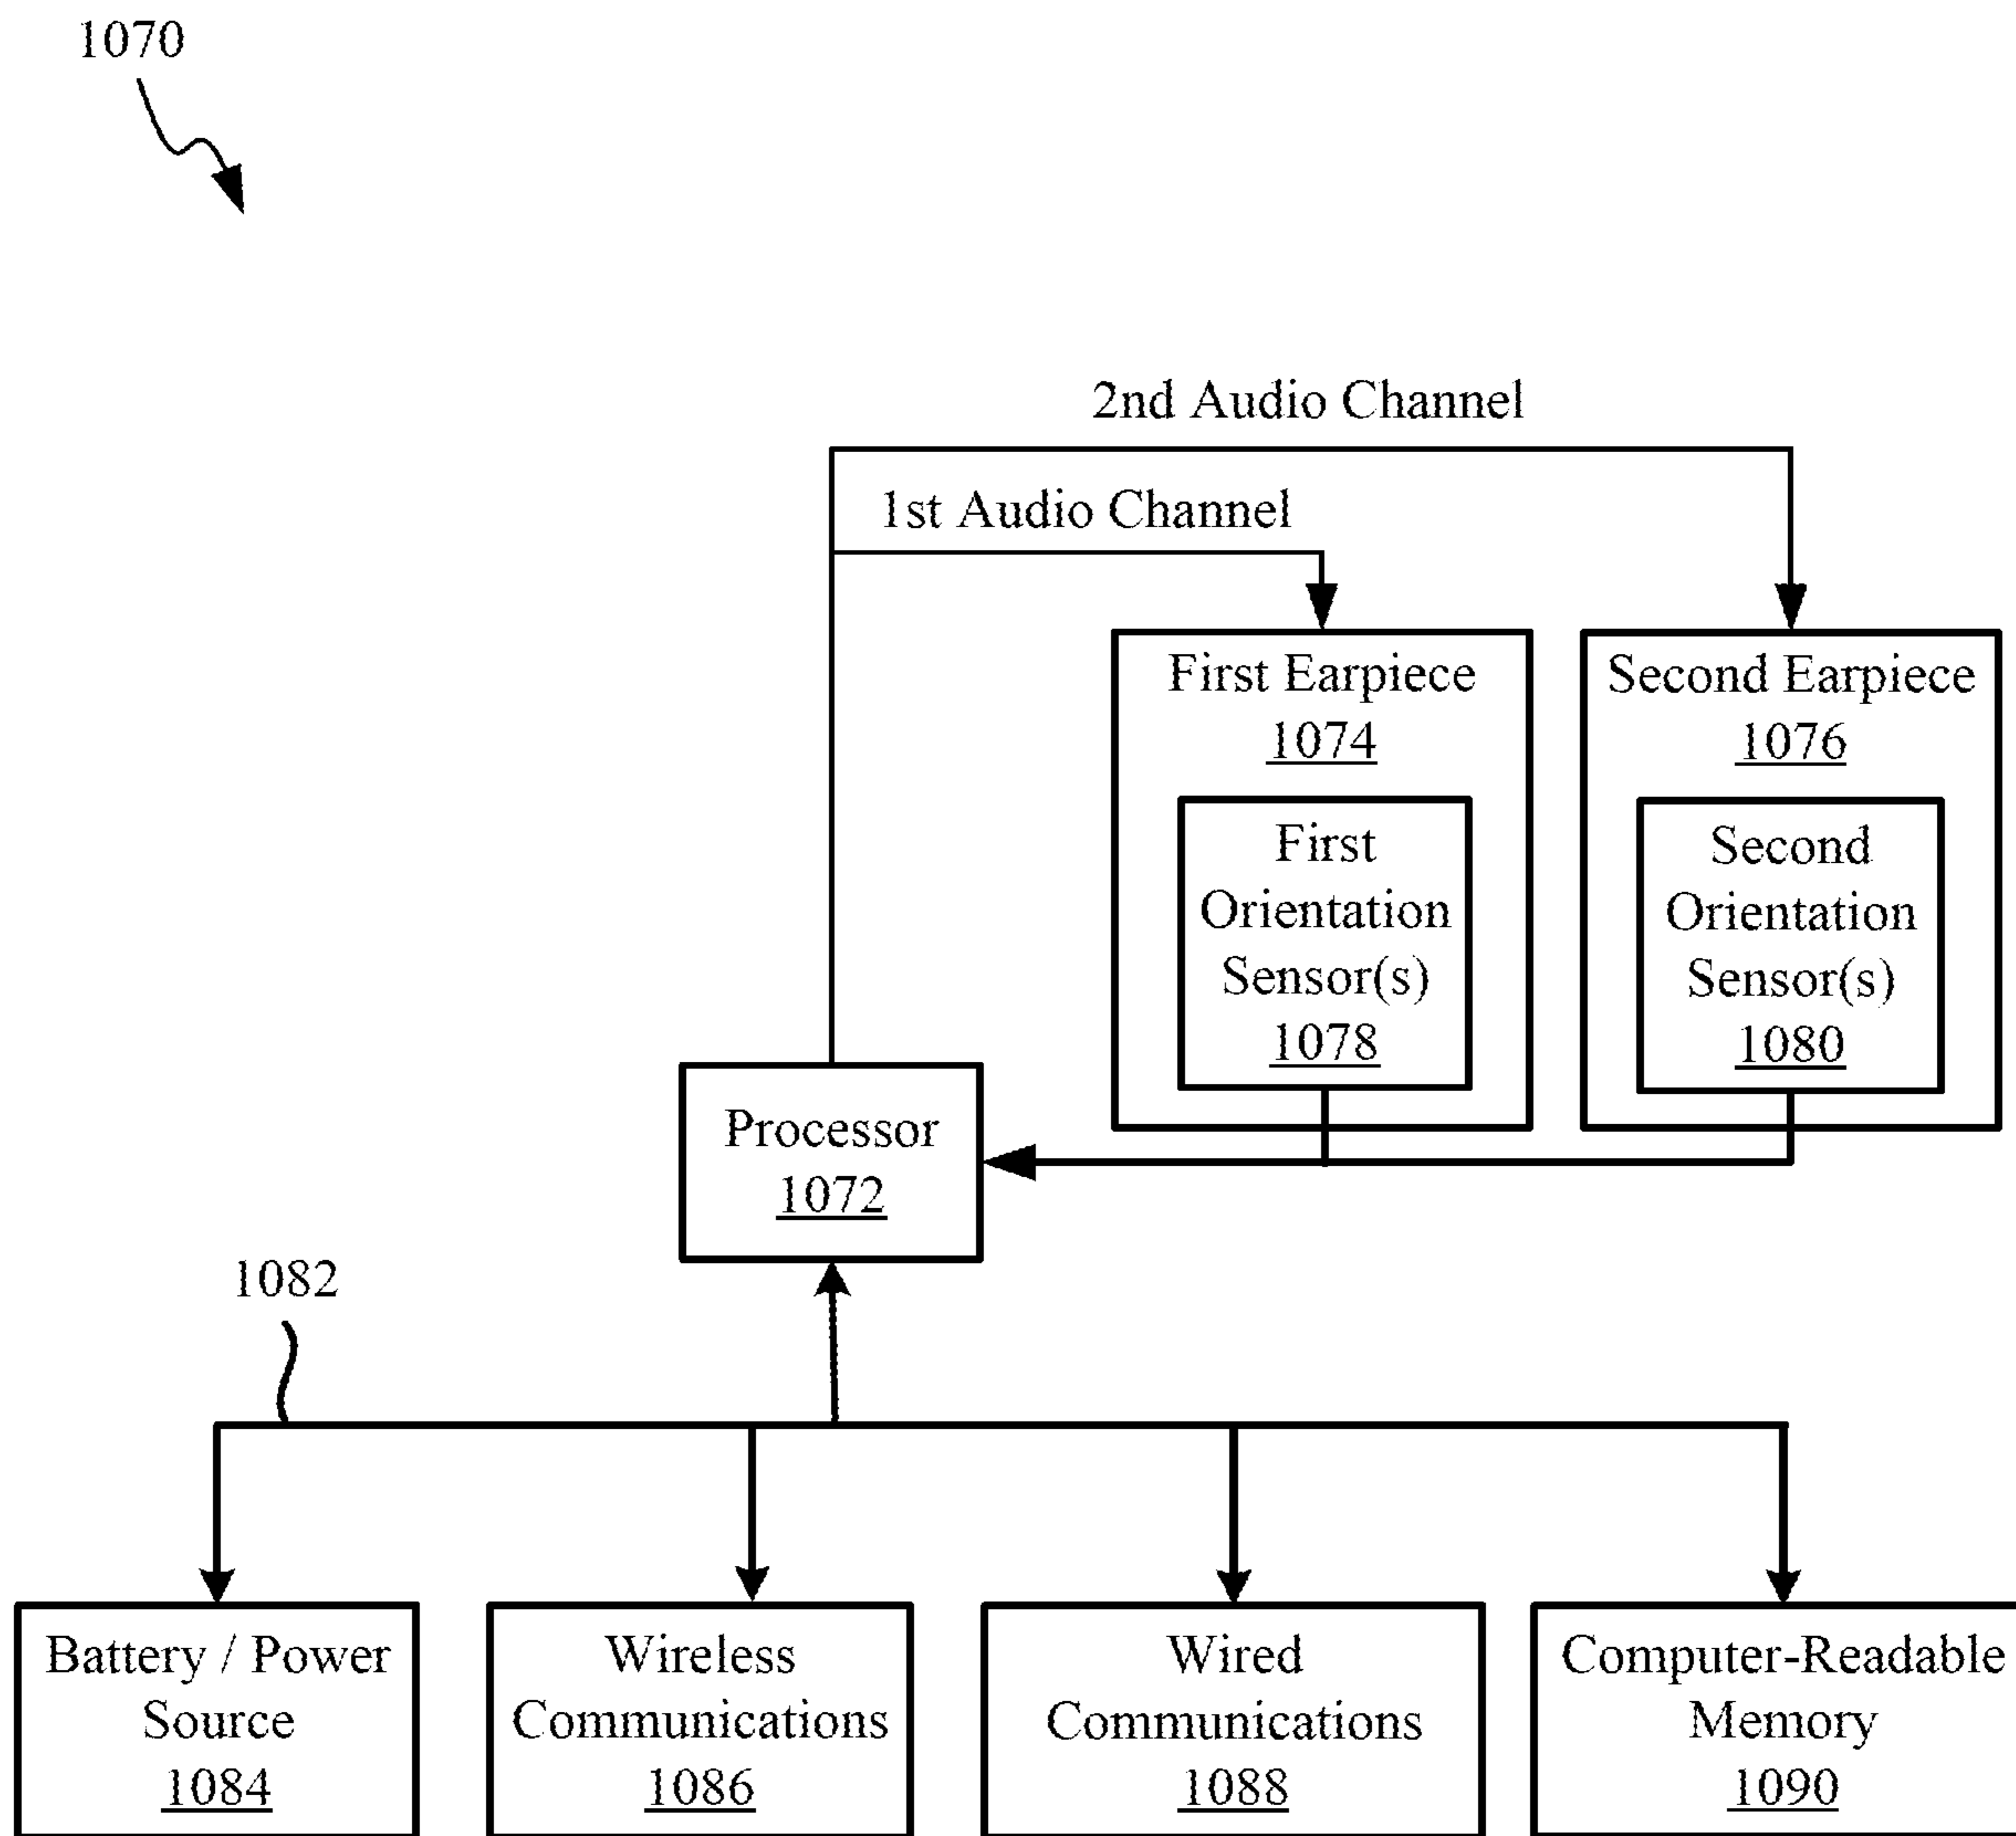 1070
2nd Audio Channel
1st Audio Channel
First Earpiece
1074
First
Orientation
Sensor(s)
1078
Second Earpiece
1076
Second
Orientation
Sensor(s)
1080
Processor
1072
1082
Battery / Power
Source
1084
Wireless
Communications
1086
Wired
Communications
1088
Computer-Readable
Memory
1090